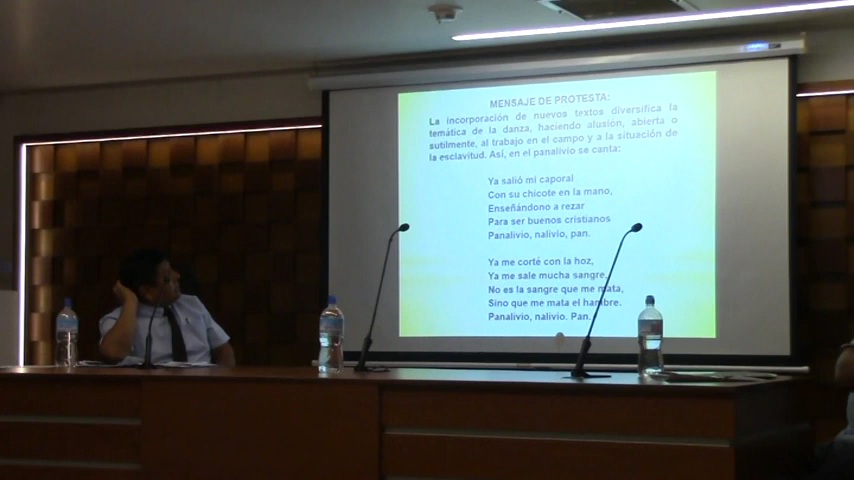 MENSAJE DE PROTESTA:
La incorporación de nuevos textos diversifica la
temática de la danza, haciendo alusión, abierta o
sutilmente, al trabajo en el campo y a la situación de
la esclavitud. Así, en el panalivio se canta:
Ya salió mi caporal
Con su chicote en la mano,
Enseñándono a rezar
Para ser buenos cristianos
Panalivio, nalivio, pan.
Ya me corté con la hoz,
Ya me sale mucha sangre.
No es la sangre que me mata,
Sino que me mata el hambre.
Panalivio, nalivio. Pan.